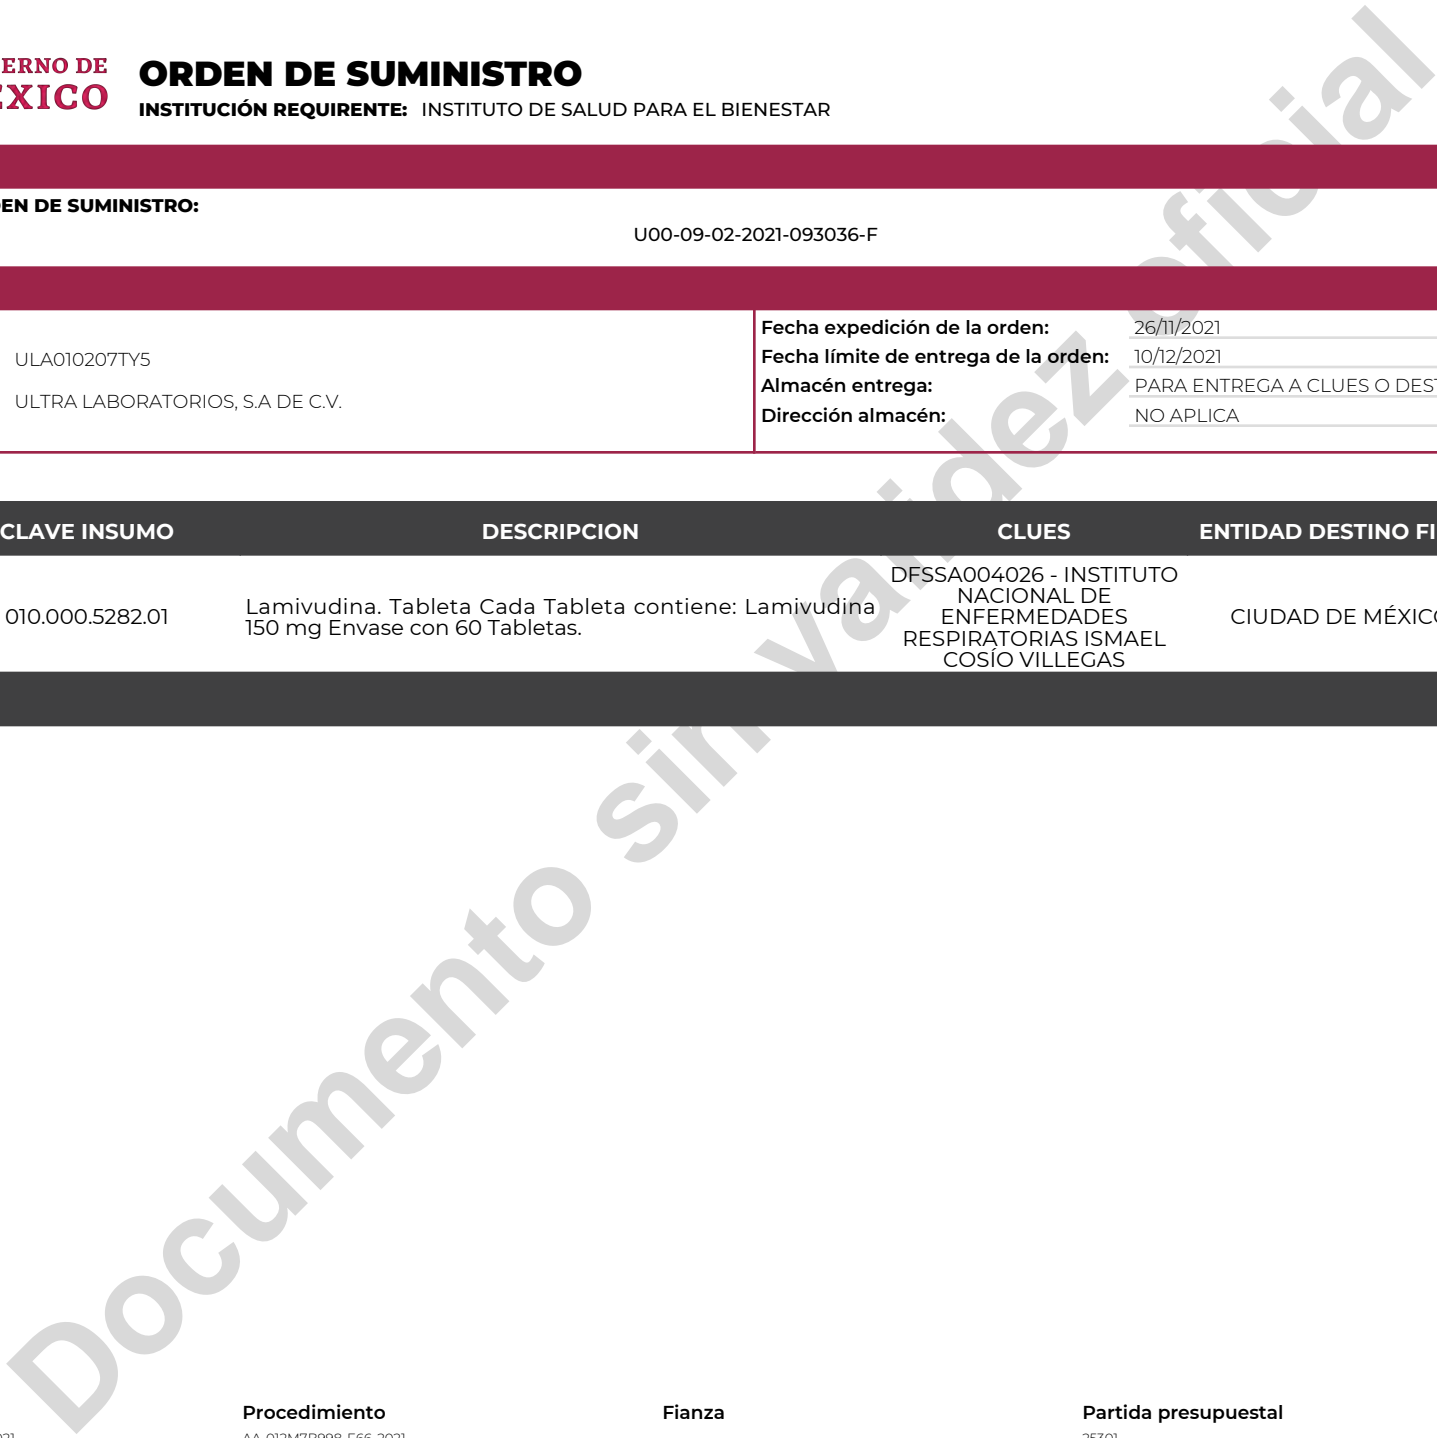 ERNO DE
ORDEN DE SUMINISTRO
INSTITUCIÓN REQUIRENTE: INSTITUTO DE SALUD PARA EL BIENESTAR
EN DE SUMINISTRO:
U00-09-02-2021-093036-F
ULA010207TY5
ULTRA LABORATORIOS, S.A DE C.V.
Fecha expedición de la orden: 26/11/2021
Fecha límite de entrega de la orden: 10/12/2021
Almacén entrega: PARA ENTREGA A CLUES O DEST
Dirección almacén: NO APLICA
CLAVE INSUMO DESCRIPCION CLUES ENTIDAD DESTINO FI
010.000.5282.01
Lamivudina. Tableta Cada Tableta contiene: Lamivudina
150 mg Envase con 60 Tabletas.
DFSSA004026 - INSTITUTO
NACIONAL DE
ENFERMEDADES
RESPIRATORIAS ISMAEL
COSÍO VILLEGAS
CIUDAD DE MÉXICO
Documento sin validez oficial
Procedimiento Fianza Partida presupuestal